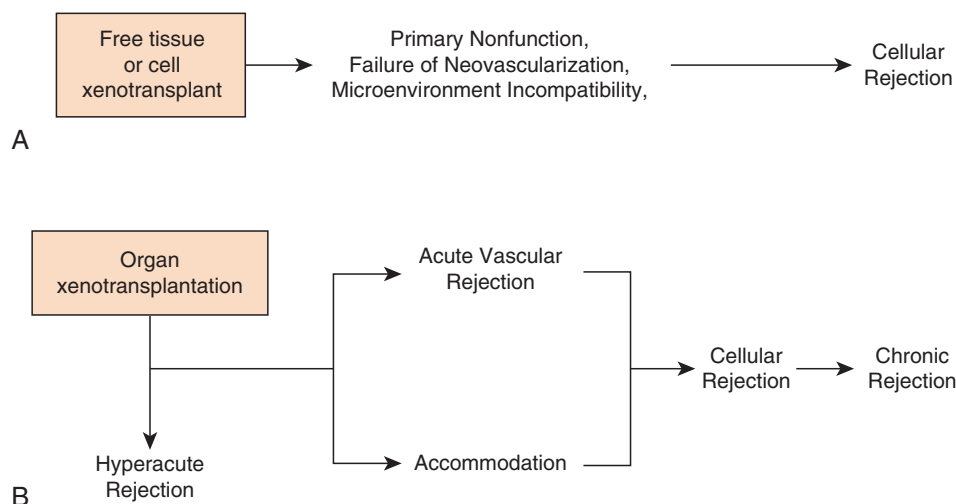 Free tissue
or cell
xenotransplant
Primary Nonfunction,
Failure of Neovascularization,
Microenvironment Incompatibility,
Cellular
Rejection
A
Organ
xenotransplantation
Acute Vascular
Rejection
Cellular
Rejection
Chronic
Rejection
Hyperacute
Rejection
Accommodation
B